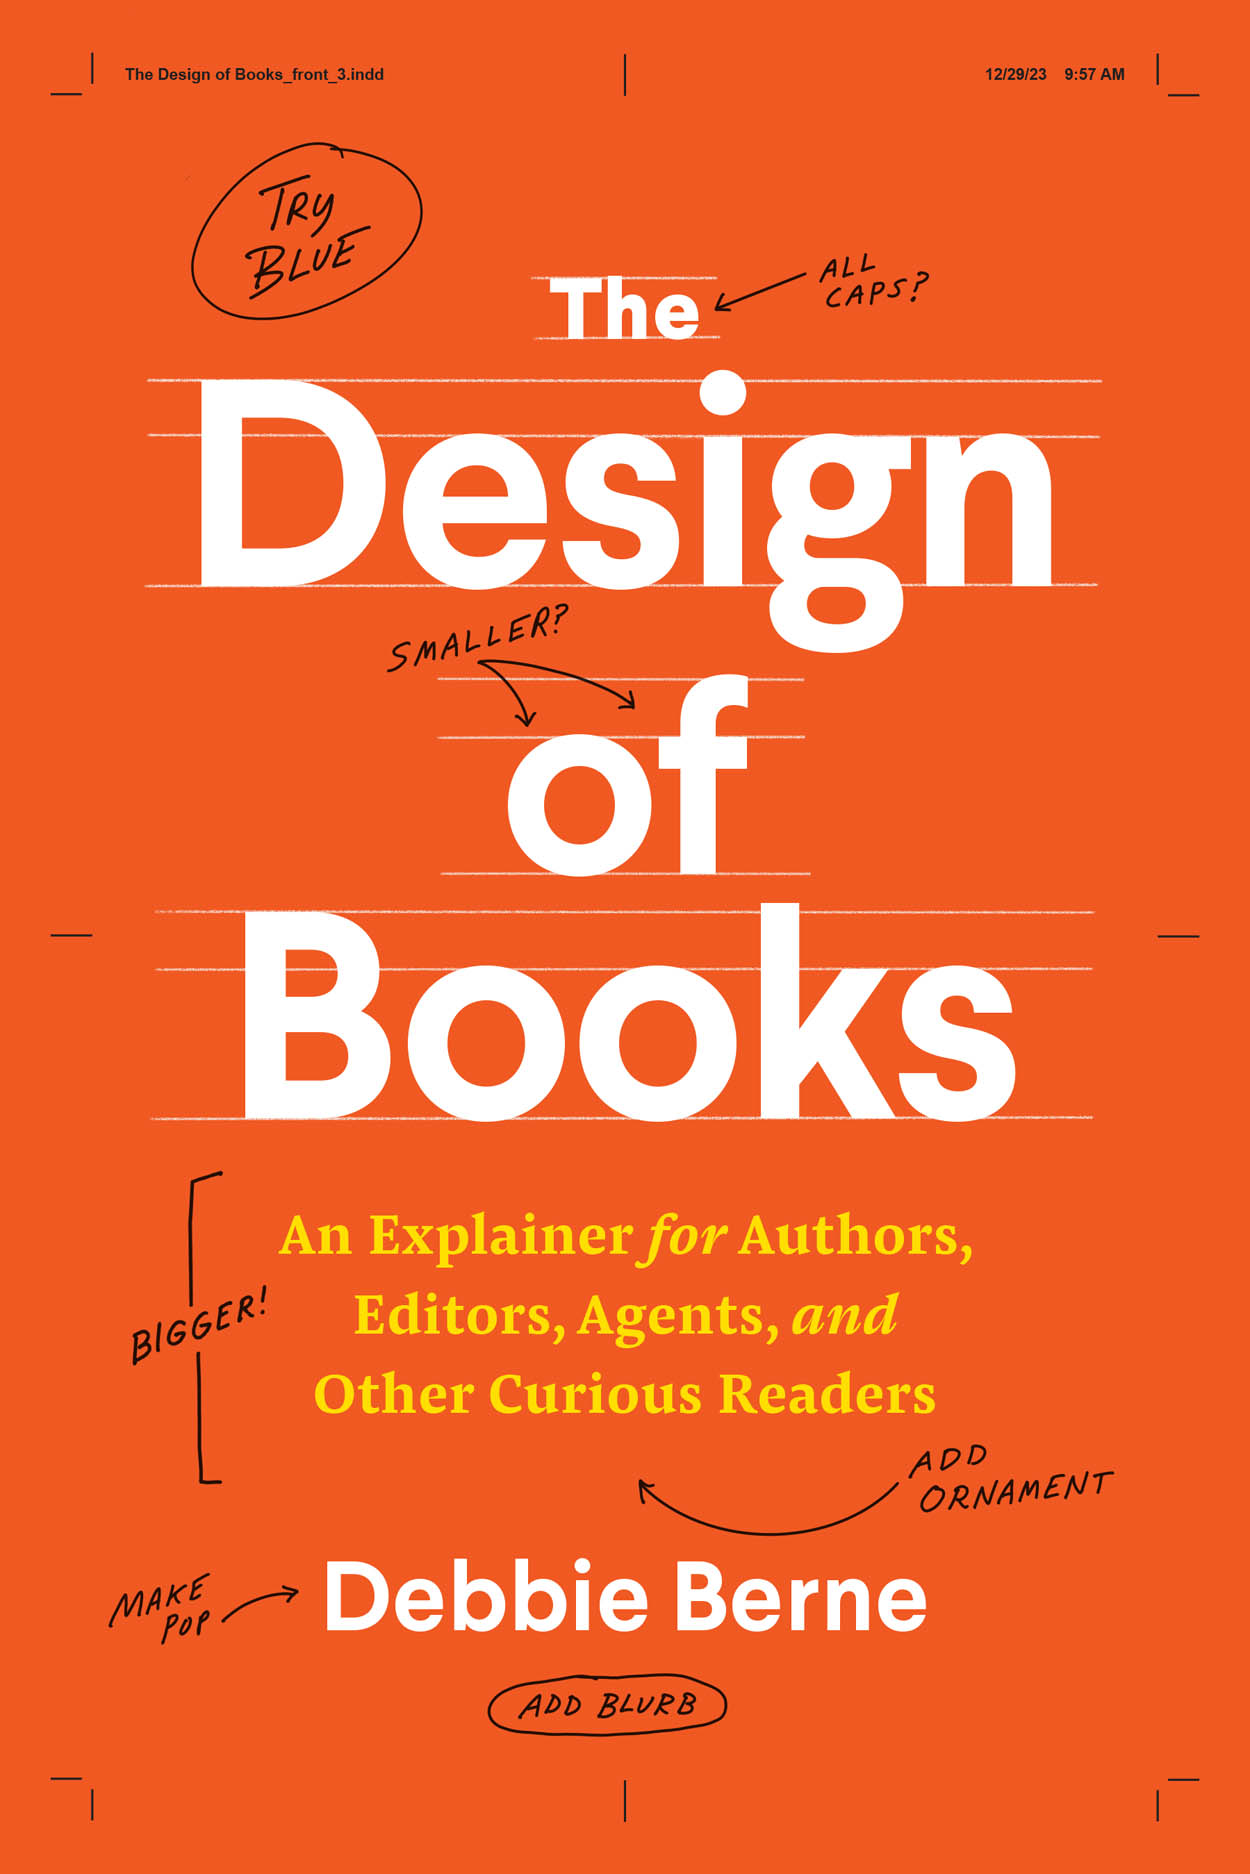 The Design of Books_front_3.indd
12/29/23 9:57 AM
TRY
BLUE
ALL
CAPS?
The
Design
SMALLER?
of
Books
An Explainer for Authors,
Editors, Agents, and
Other Curious Readers
BIGGER!
ADD
ORNAMENT
MAKE
POP
Debbie Berne
ADD BLURB